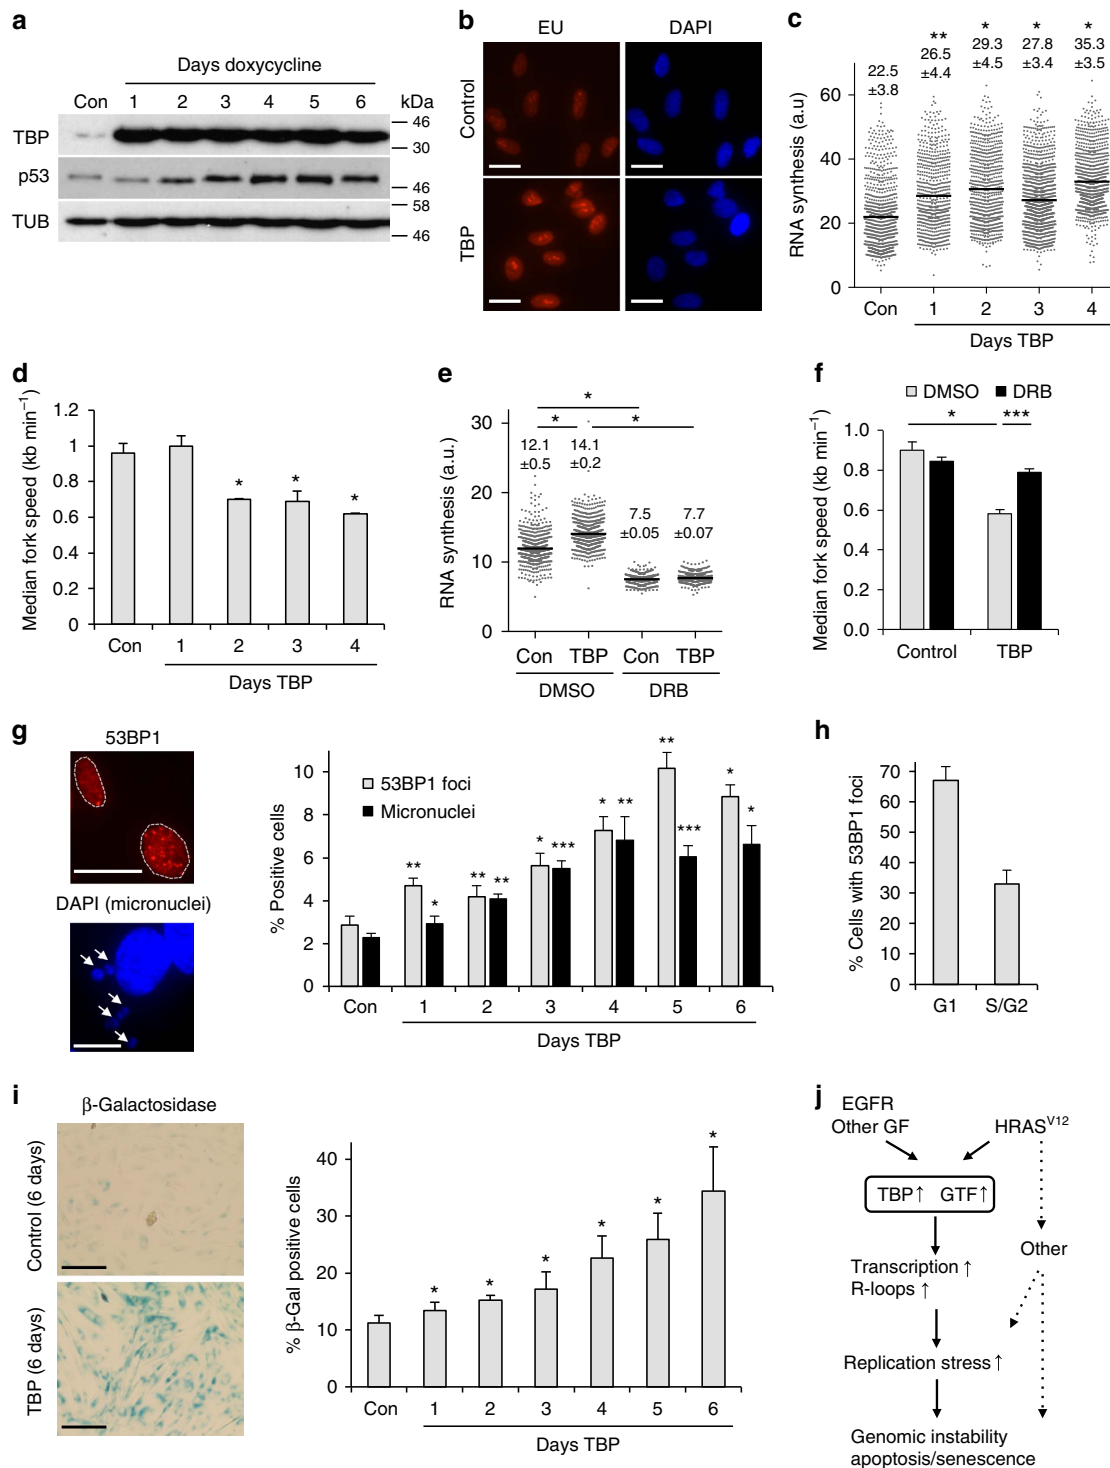 a
Days doxycycline
Con 1 2 3 4 5 6 kDa
TBP
46
30
p53
46
TUB
58
46
b
EU DAPI
Control
TBP
c
** * * *
22.5 ±3.8
26.5 ±4.4
29.3 ±4.5
27.8 ±3.4
35.3 ±3.5
RNA synthesis (a.u)
60
40
20
0
Con 1 2 3 4
Days TBP
d
Median fork speed (kb min⁻¹)
1.2
1
0.8
0.6
0.4
0.2
0
* * *
Con 1 2 3 4
Days TBP
e
RNA synthesis (a.u.)
30
20
10
0
*
* *
12.1 ±0.5
14.1 ±0.2
7.5 ±0.05
7.7 ±0.07
Con TBP Con TBP
DMSO DRB
f
DMSO DRB
* ***
Median fork speed (kb min⁻¹)
1.0
0.8
0.6
0.4
0.2
0.0
Control TBP
g
53BP1
DAPI (micronuclei)
% Positive cells
10
8
6
4
2
0
53BP1 foci
Micronuclei
** * ** ** * *** * ** ** *** * *
Con 1 2 3 4 5 6
Days TBP
h
% Cells with 53BP1 foci
70
60
50
40
30
20
10
0
G1 S/G2
i
β-Galactosidase
Control (6 days)
TBP (6 days)
% β-Gal positive cells
40
30
20
10
0
* * * * * *
Con 1 2 3 4 5 6
Days TBP
j
EGFR
Other GF HRASV12
TBP↑ GTF↑
Other
Transcription ↑
R-loops ↑
Replication stress ↑
Genomic instability
apoptosis/senescence